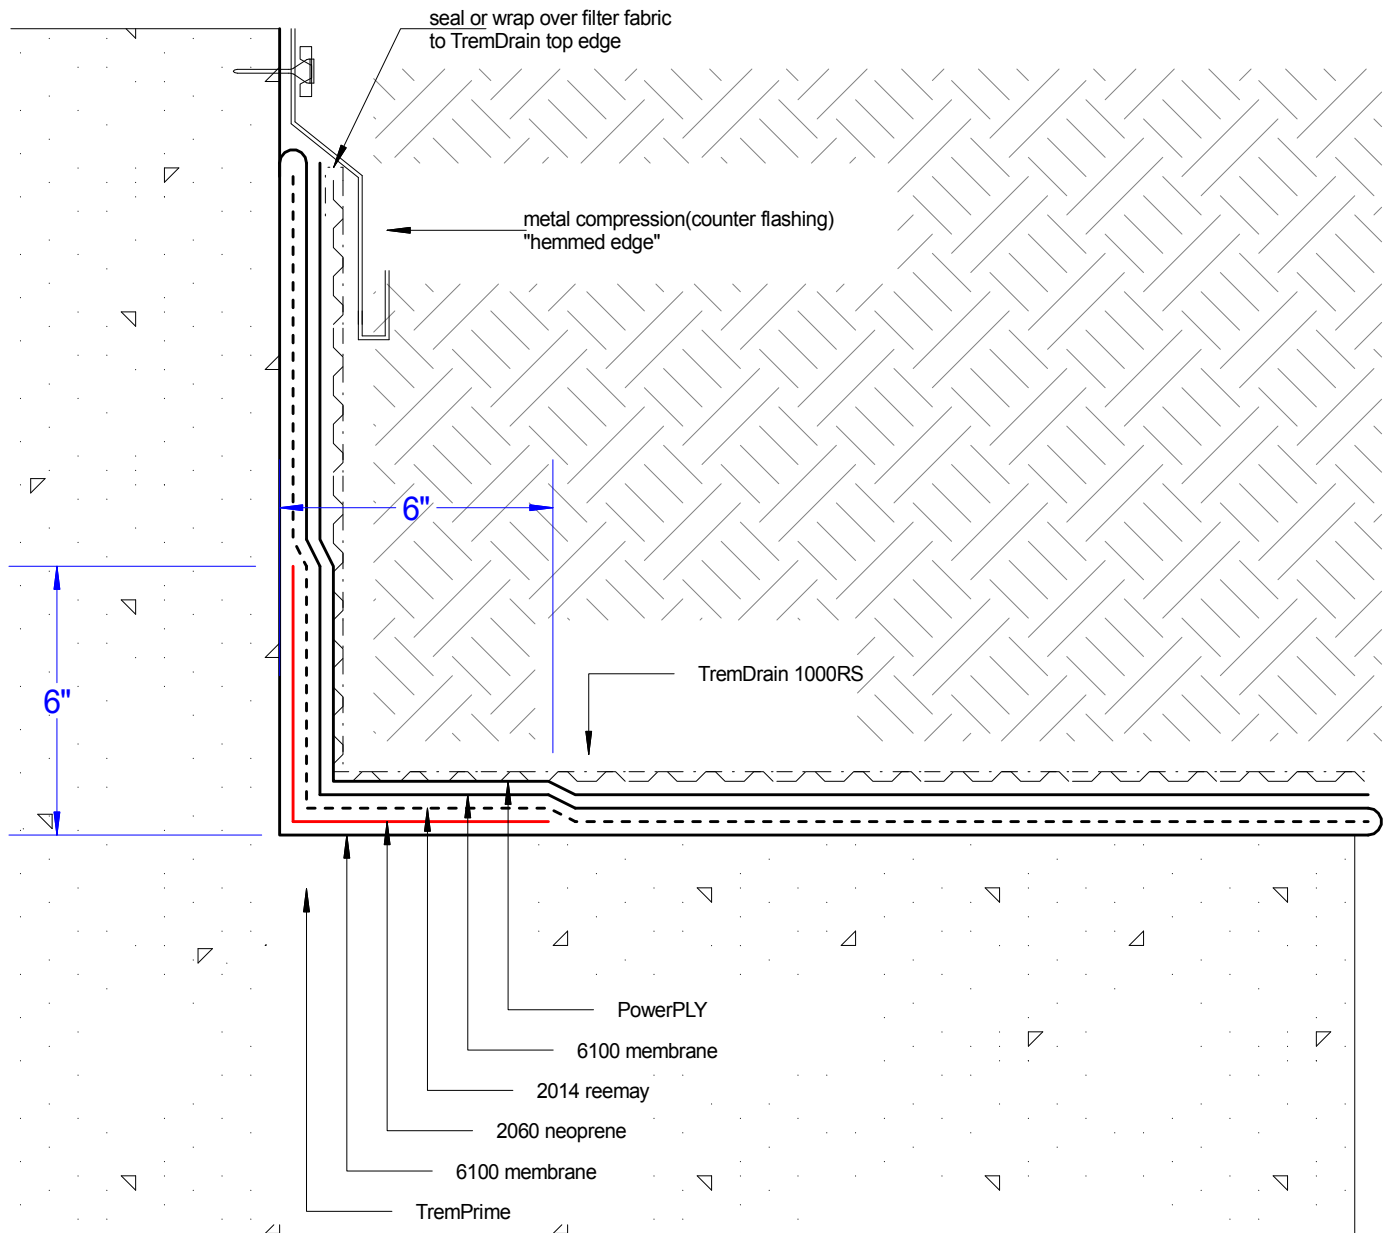 seal or wrap over filter fabric
to TremDrain top edge
metal compression(counter flashing)
"hemmed edge"
6"
6"
TremDrain 1000RS
PowerPLY
6100 membrane
2014 reemay
2060 neoprene
6100 membrane
TremPrime